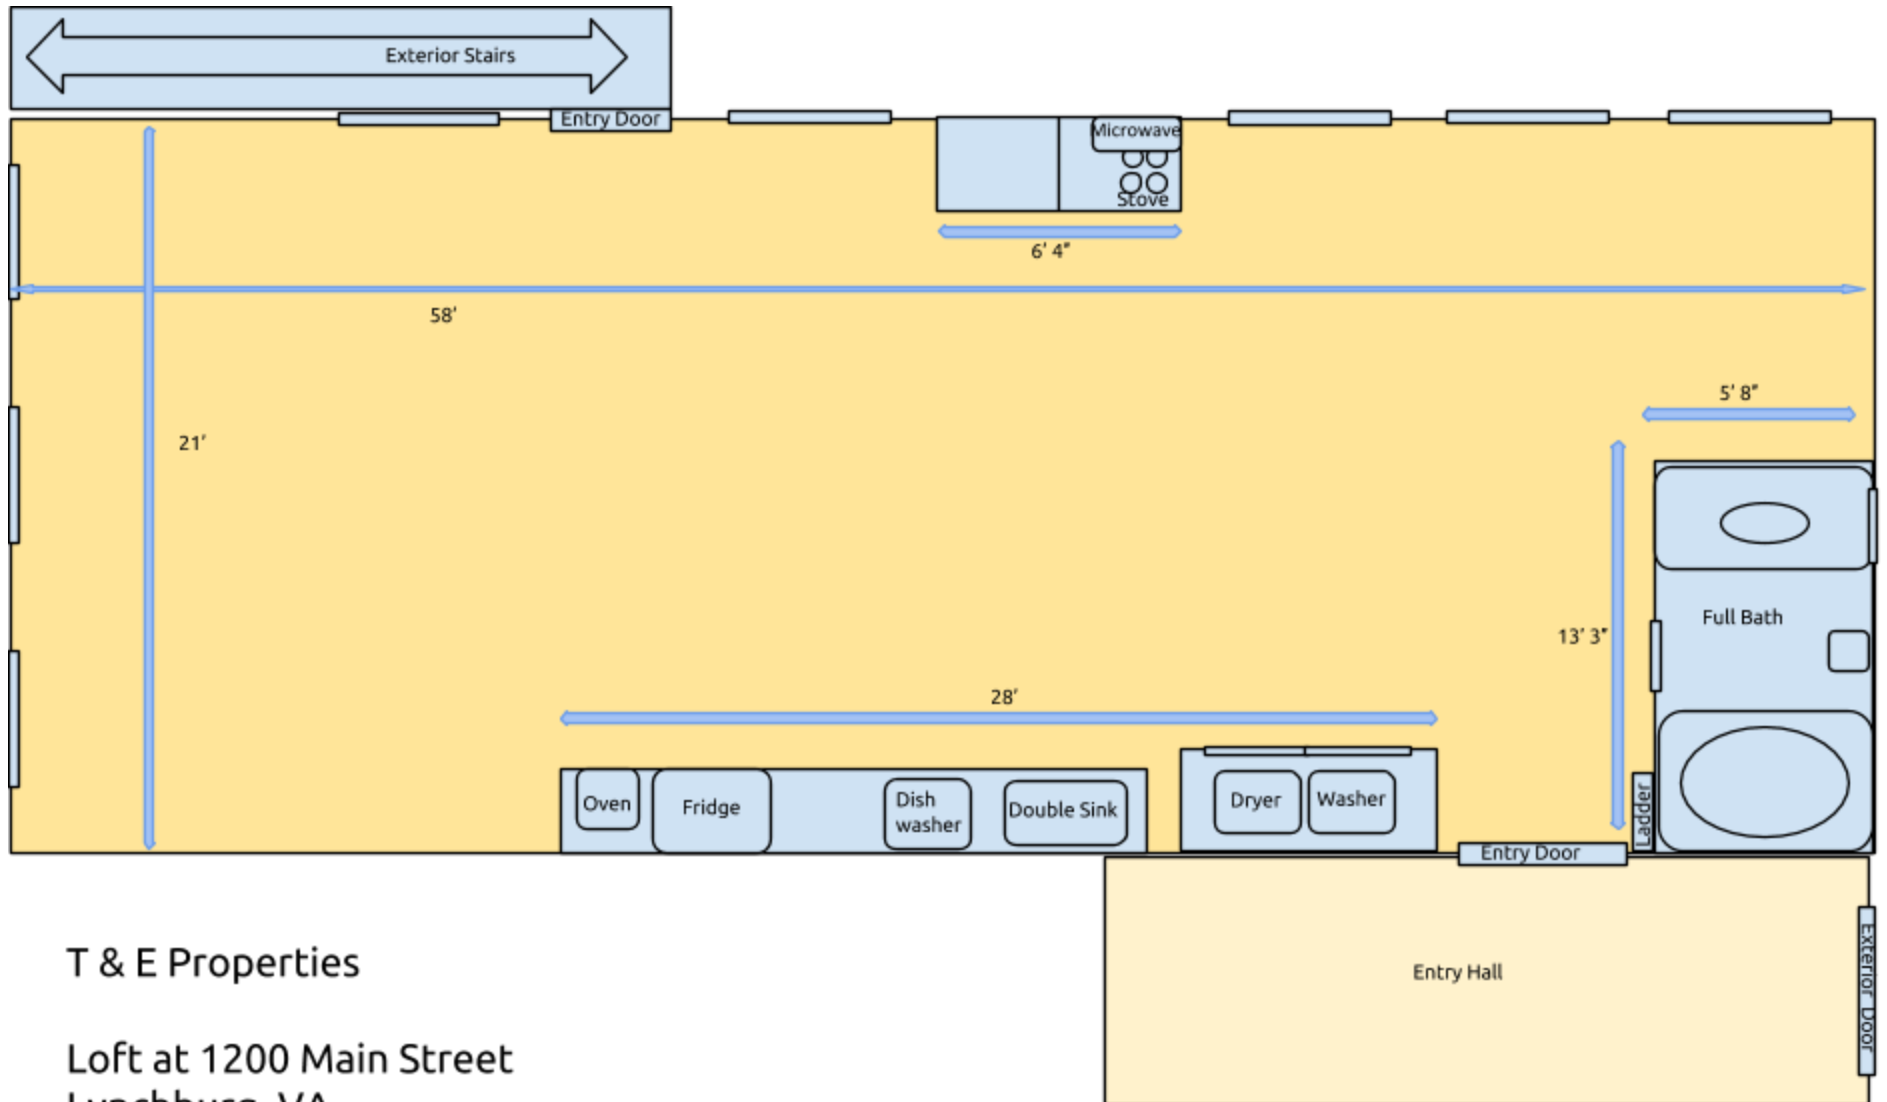 Exterior Stairs
Entry Door
Microwave
Stove
6' 4"
58'
5' 8"
21'
Full Bath
13' 3"
28'
Oven
Fridge
Dish
washer
Double Sink
Dryer
Washer
Ladder
Entry Door
Exterior Door
Entry Hall
T & E Properties
Loft at 1200 Main Street
Lynchburg, VA